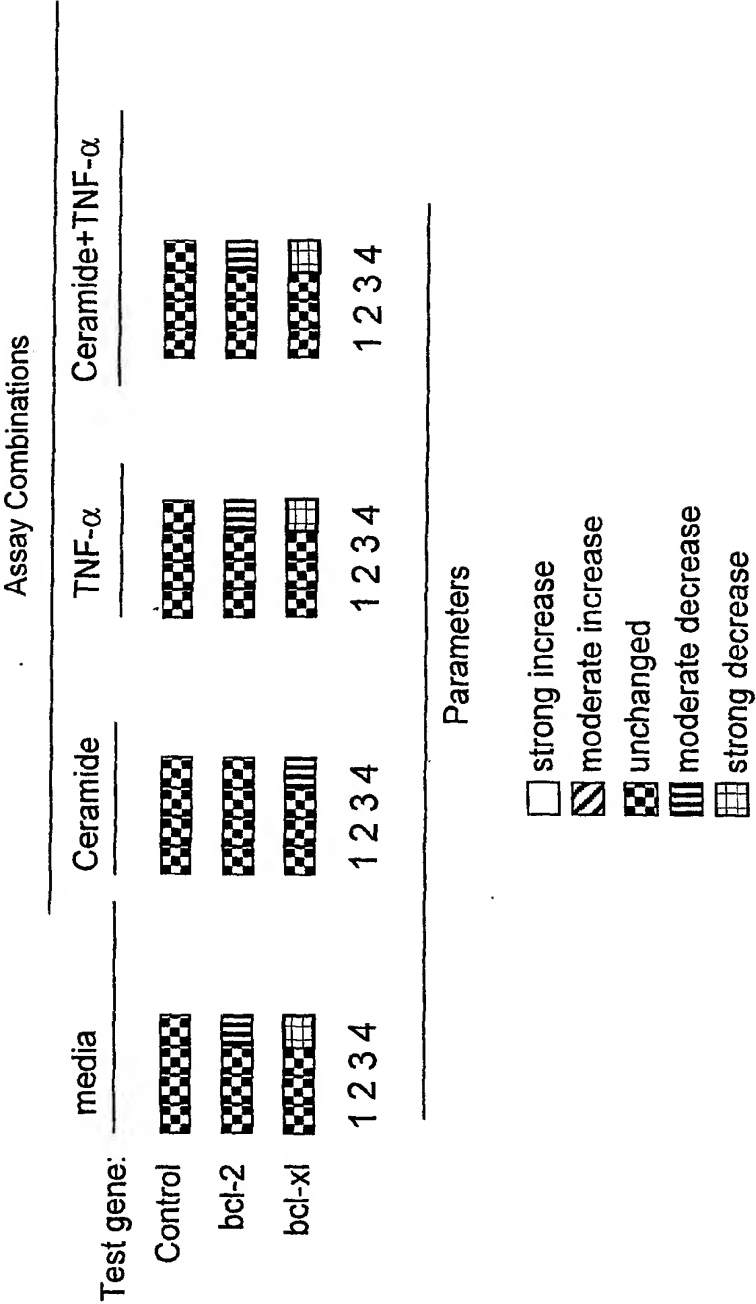 Assay Combinations
media Ceramide TNF-α Ceramide+TNF-α
Test gene:
Control
bcl-2
bcl-xl
1 2 3 4 1 2 3 4 1 2 3 4 1 2 3 4
Parameters
strong increase
moderate increase
unchanged
moderate decrease
strong decrease